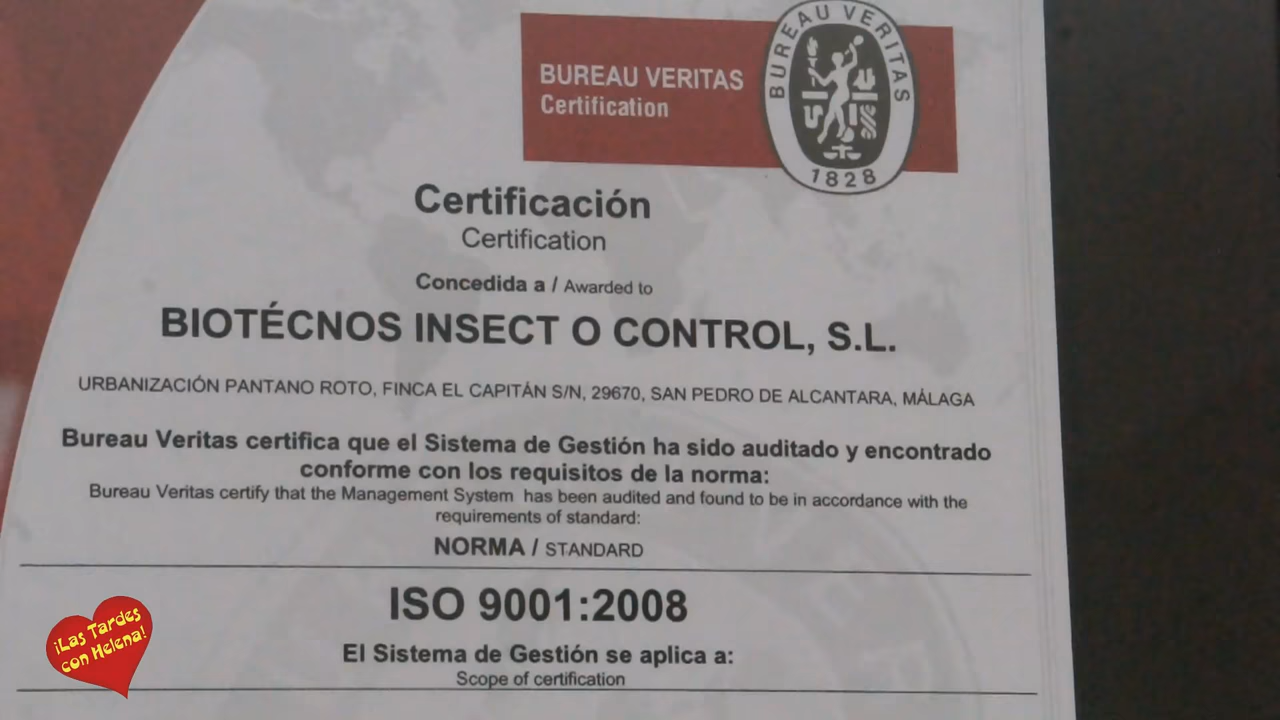 BUREAU VERITAS
Certification
BUREAU VERITAS
1828
Certificación
Certification
Concedida a / Awarded to
BIOTÉCNOS INSECT O CONTROL, S.L.
URBANIZACIÓN PANTANO ROTO, FINCA EL CAPITÁN S/N, 29670, SAN PEDRO DE ALCANTARA, MÁLAGA
Bureau Veritas certifica que el Sistema de Gestión ha sido auditado y encontrado
conforme con los requisitos de la norma:
Bureau Veritas certify that the Management System has been audited and found to be in accordance with the
requirements of standard:
NORMA / STANDARD
ISO 9001:2008
El Sistema de Gestión se aplica a:
Scope of certification
¡Las Tardes
con Helena!